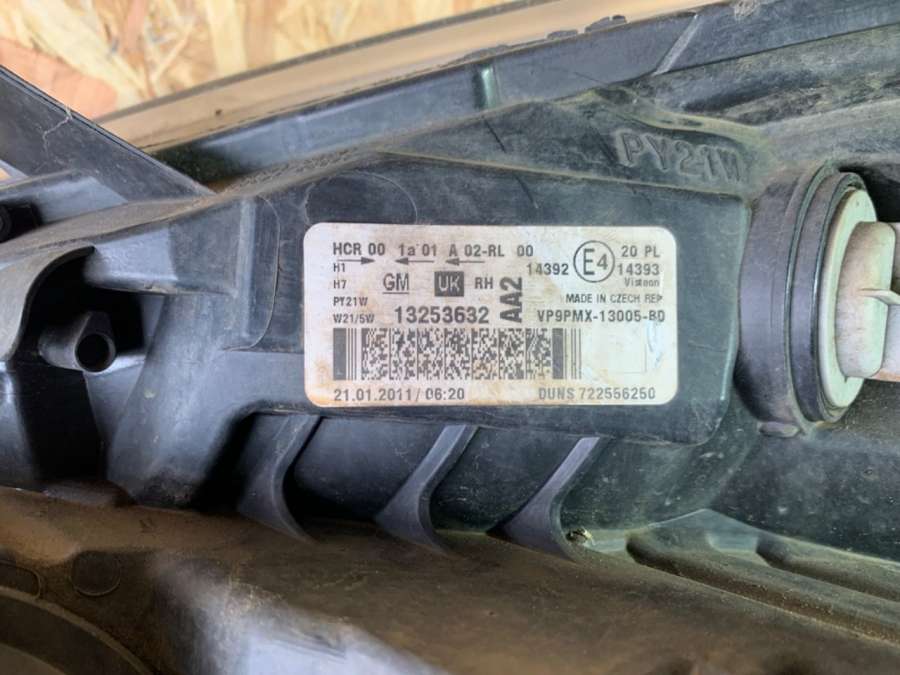 PY21W
HCR 00 1a 01 A 02-RL 00
H1
H7 GM UK RH AA2
PY21W
W21/5W 13253632
E4 20 PL
14392 14393
Visteon
MADE IN CZECH REP
VP9PMX-13005-BD
21.01.2011/ 06:20
DUNS 722556250